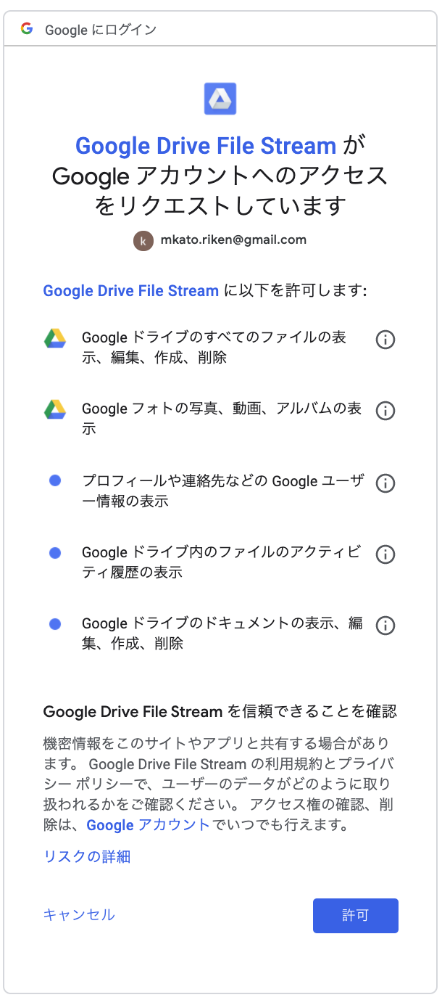 Google にログイン
Google Drive File Stream が
Google アカウントへのアクセス
をリクエストしています
k mkato.riken@gmail.com
Google Drive File Stream に以下を許可します:
Google ドライブのすべてのファイルの表
示、編集、作成、削除
Google フォトの写真、動画、アルバムの表
示
プロフィールや連絡先などの Google ユーザ
ー情報の表示
Google ドライブ内のファイルのアクティビ
ティ履歴の表示
Google ドライブのドキュメントの表示、編
集、作成、削除
Google Drive File Stream を信頼できることを確認
機密情報をこのサイトやアプリと共有する場合があり
ます。 Google Drive File Stream の利用規約とプライバ
シー ポリシーで、ユーザーのデータがどのように取り
扱われるかをご確認ください。 アクセス権の確認、削
除は、Google アカウントでいつでも行えます。
リスクの詳細
キャンセル
許可